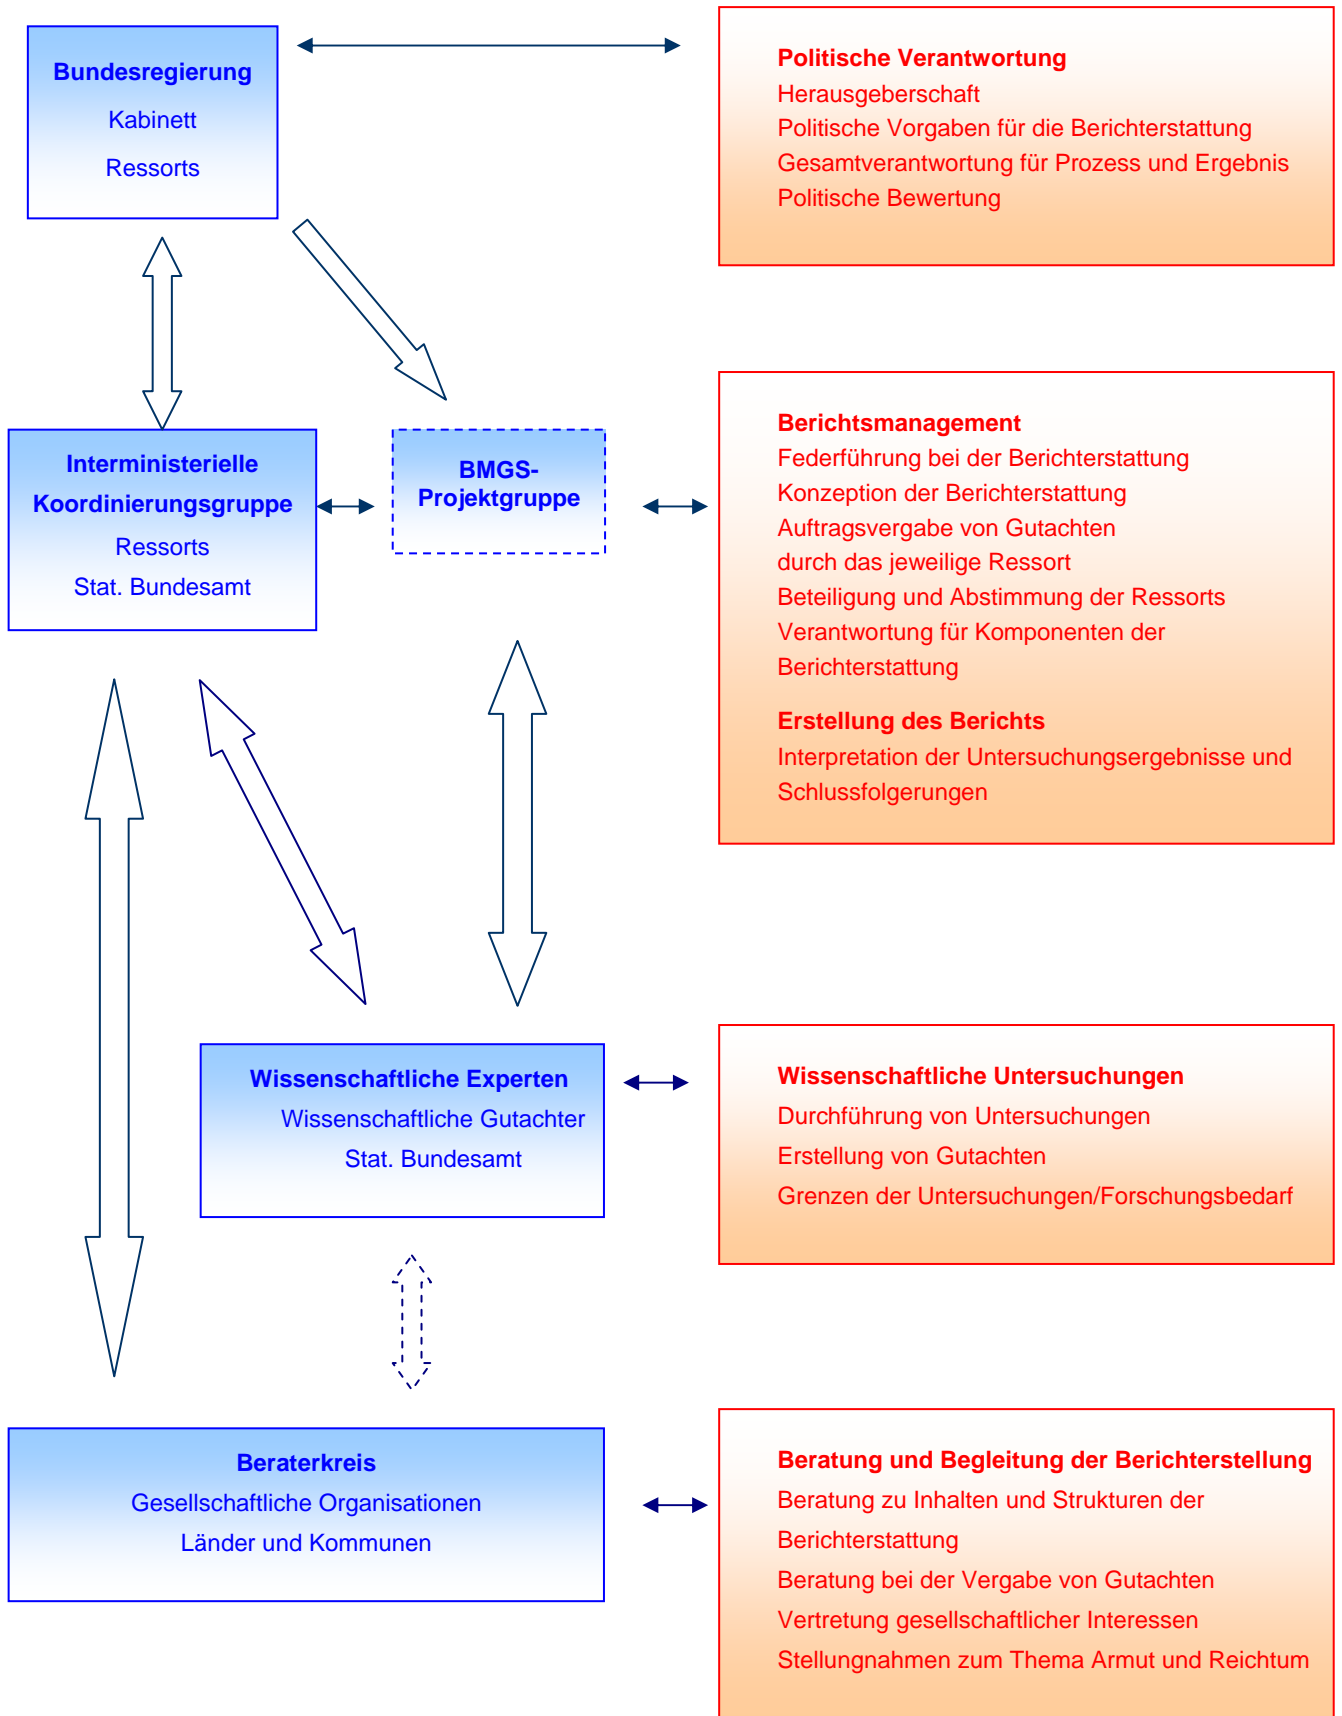 Bundesregierung
Kabinett
Ressorts
Politische Verantwortung
Herausgeberschaft
Politische Vorgaben für die Berichterstattung
Gesamtverantwortung für Prozess und Ergebnis
Politische Bewertung
Interministerielle
Koordinierungsgruppe
Ressorts
Stat. Bundesamt
BMGS-
Projektgruppe
Berichtsmanagement
Federführung bei der Berichterstattung
Konzeption der Berichterstattung
Auftragsvergabe von Gutachten
durch das jeweilige Ressort
Beteiligung und Abstimmung der Ressorts
Verantwortung für Komponenten der
Berichterstattung
Erstellung des Berichts
Interpretation der Untersuchungsergebnisse und
Schlussfolgerungen
Wissenschaftliche Experten
Wissenschaftliche Gutachter
Stat. Bundesamt
Wissenschaftliche Untersuchungen
Durchführung von Untersuchungen
Erstellung von Gutachten
Grenzen der Untersuchungen/Forschungsbedarf
Beraterkreis
Gesellschaftliche Organisationen
Länder und Kommunen
Beratung und Begleitung der Berichterstellung
Beratung zu Inhalten und Strukturen der
Berichterstattung
Beratung bei der Vergabe von Gutachten
Vertretung gesellschaftlicher Interessen
Stellungnahmen zum Thema Armut und Reichtum